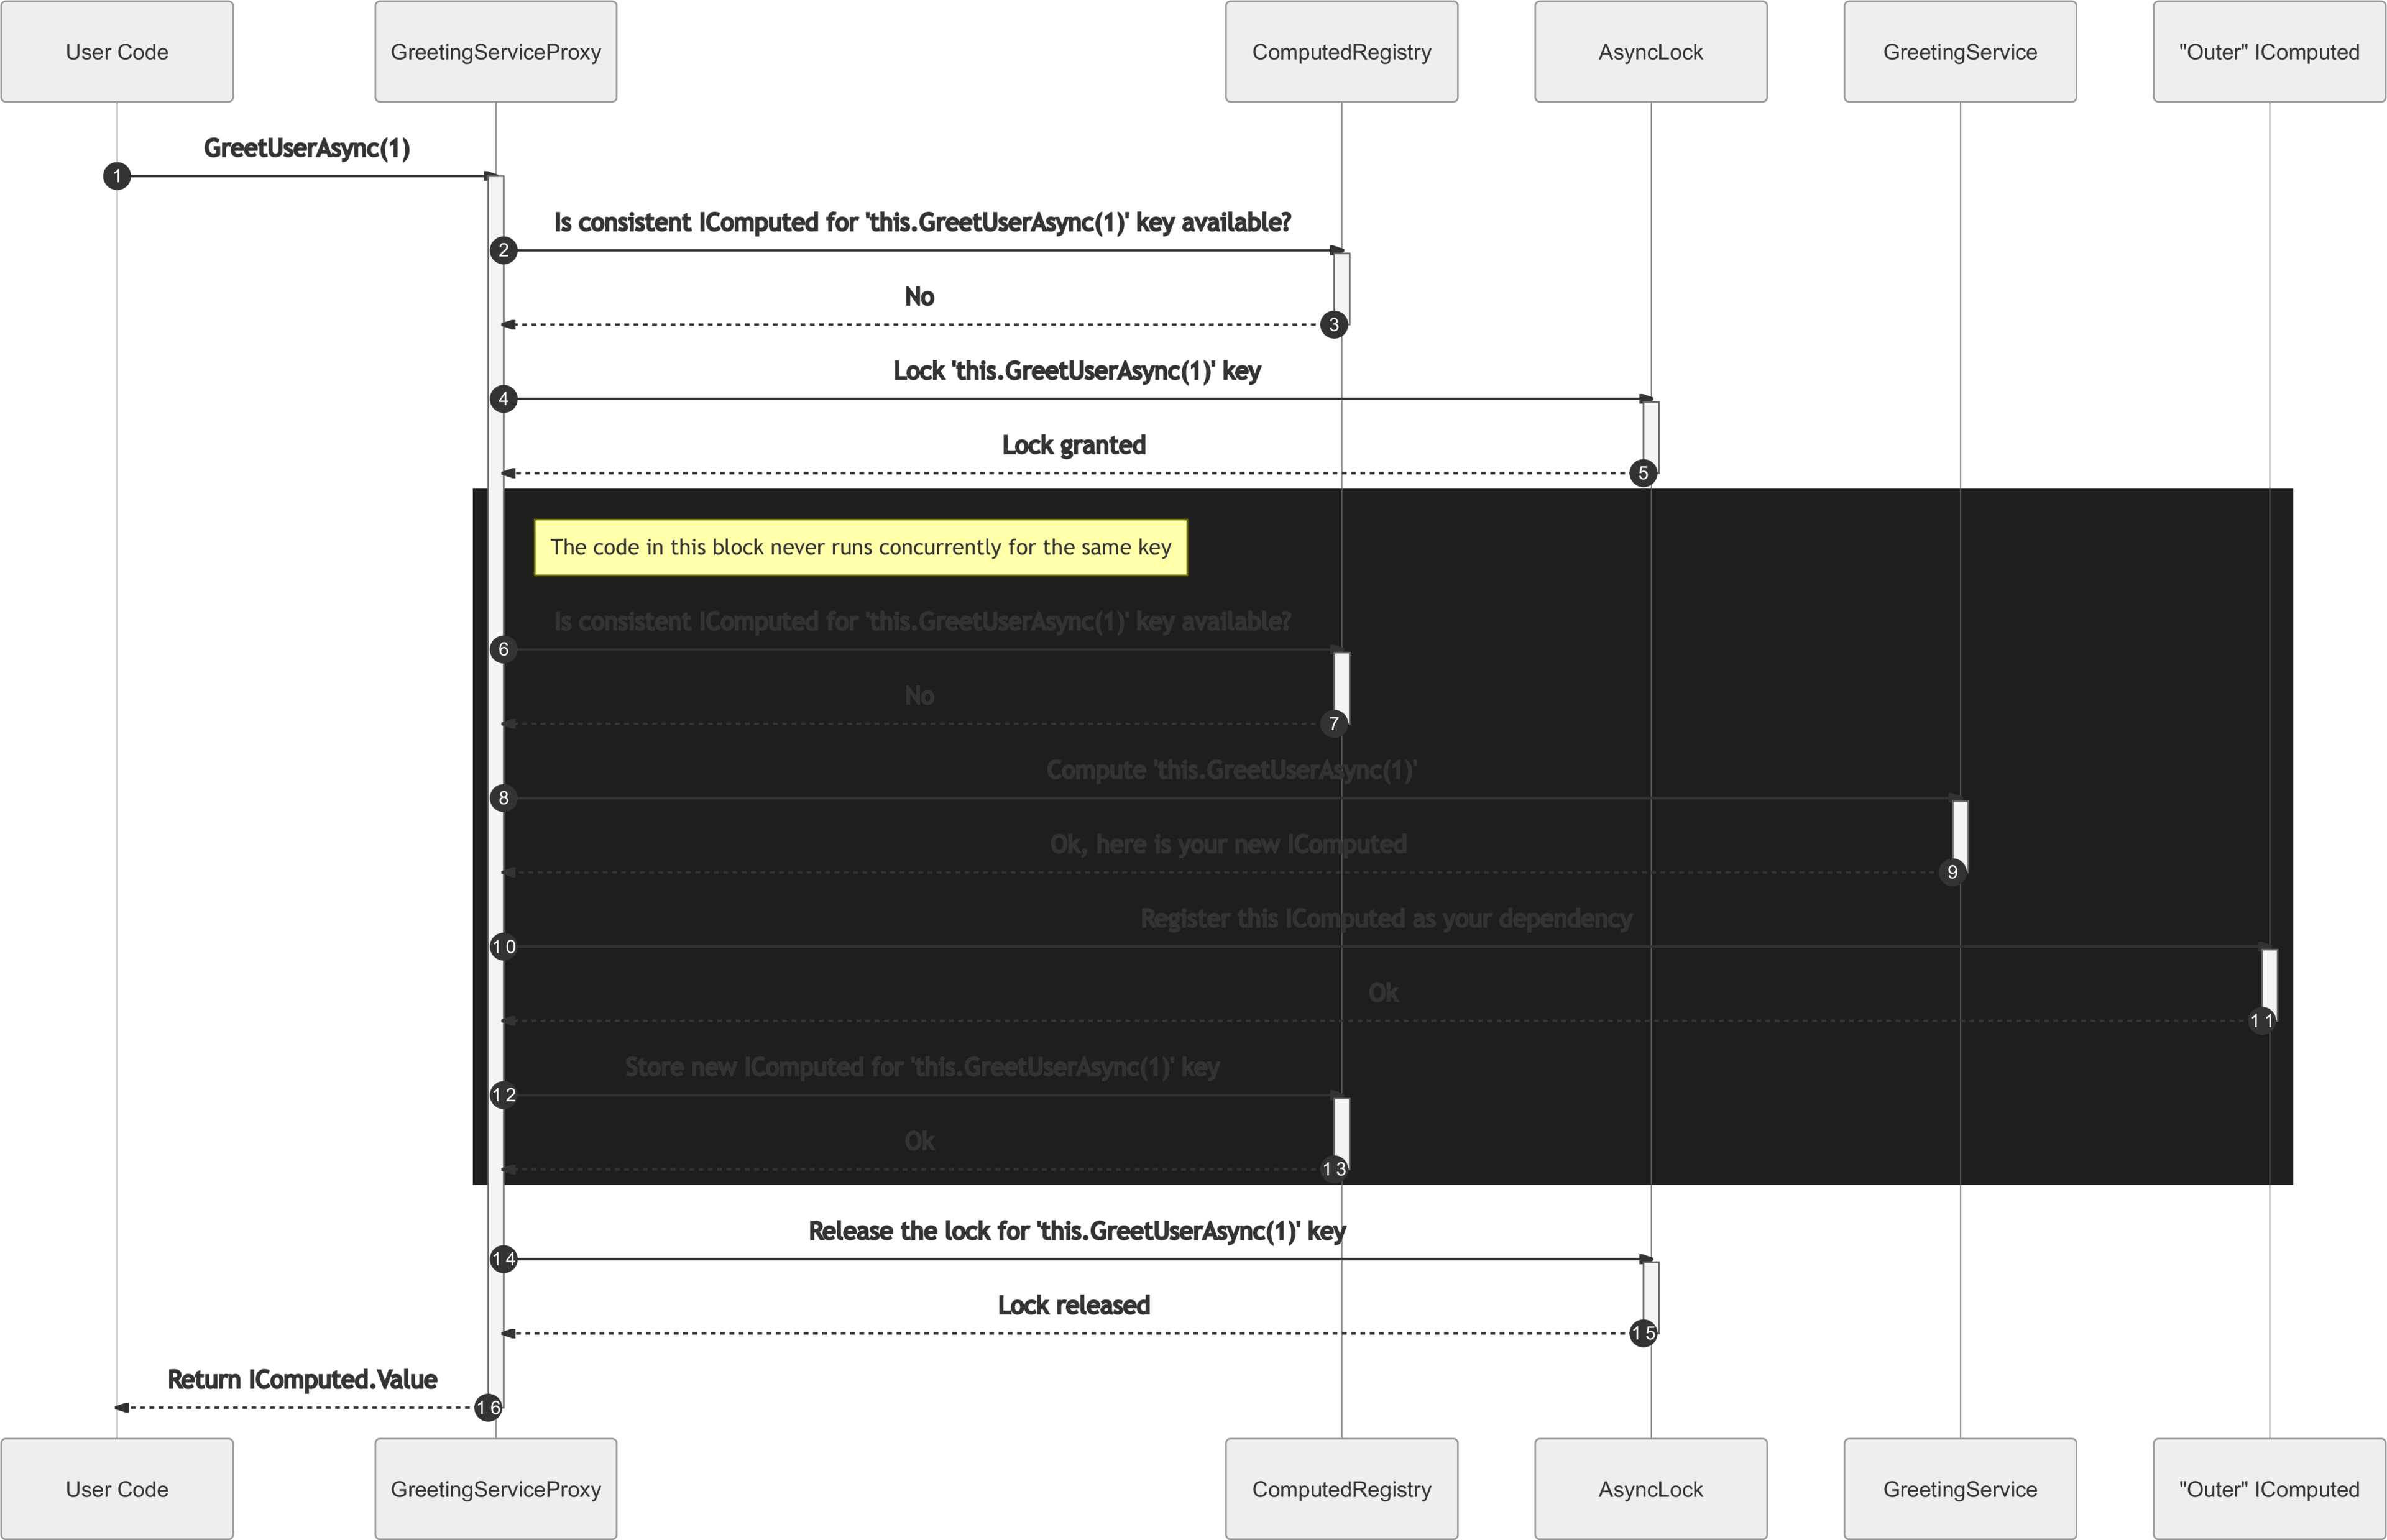 User Code
GreetingServiceProxy
ComputedRegistry
AsyncLock
GreetingService
"Outer" IComputed
GreetUserAsync(1)
1
Is consistent IComputed for 'this.GreetUserAsync(1)' key available?
2
No
3
Lock 'this.GreetUserAsync(1)' key
4
Lock granted
5
The code in this block never runs concurrently for the same key
Is consistent IComputed for 'this.GreetUserAsync(1)' key available?
6
No
7
Compute 'this.GreetUserAsync(1)'
8
Ok, here is your new IComputed
9
Register this IComputed as your dependency
10
Ok
11
Store new IComputed for 'this.GreetUserAsync(1)' key
12
Ok
13
Release the lock for 'this.GreetUserAsync(1)' key
14
Lock released
15
Return IComputed.Value
16
User Code
GreetingServiceProxy
ComputedRegistry
AsyncLock
GreetingService
"Outer" IComputed